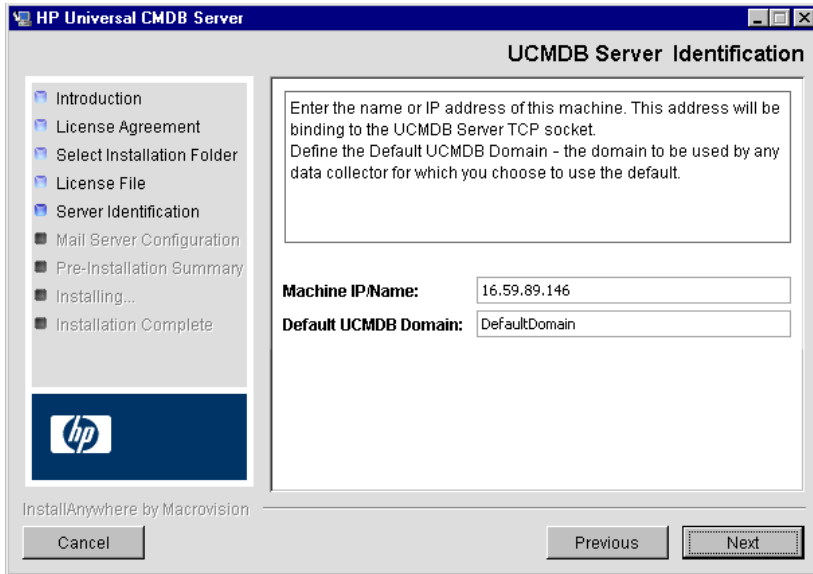 HP Universal CMDB Server
UCMDB Server Identification
Introduction
License Agreement
Select Installation Folder
License File
Server Identification
Mail Server Configuration
Pre-Installation Summary
Installing...
Installation Complete
hp
Enter the name or IP address of this machine. This address will be
binding to the UCMDB Server TCP socket.
Define the Default UCMDB Domain - the domain to be used by any
data collector for which you choose to use the default.
Machine IP/Name: 16.59.89.146
Default UCMDB Domain: DefaultDomain
InstallAnywhere by Macrovision
Cancel Previous Next